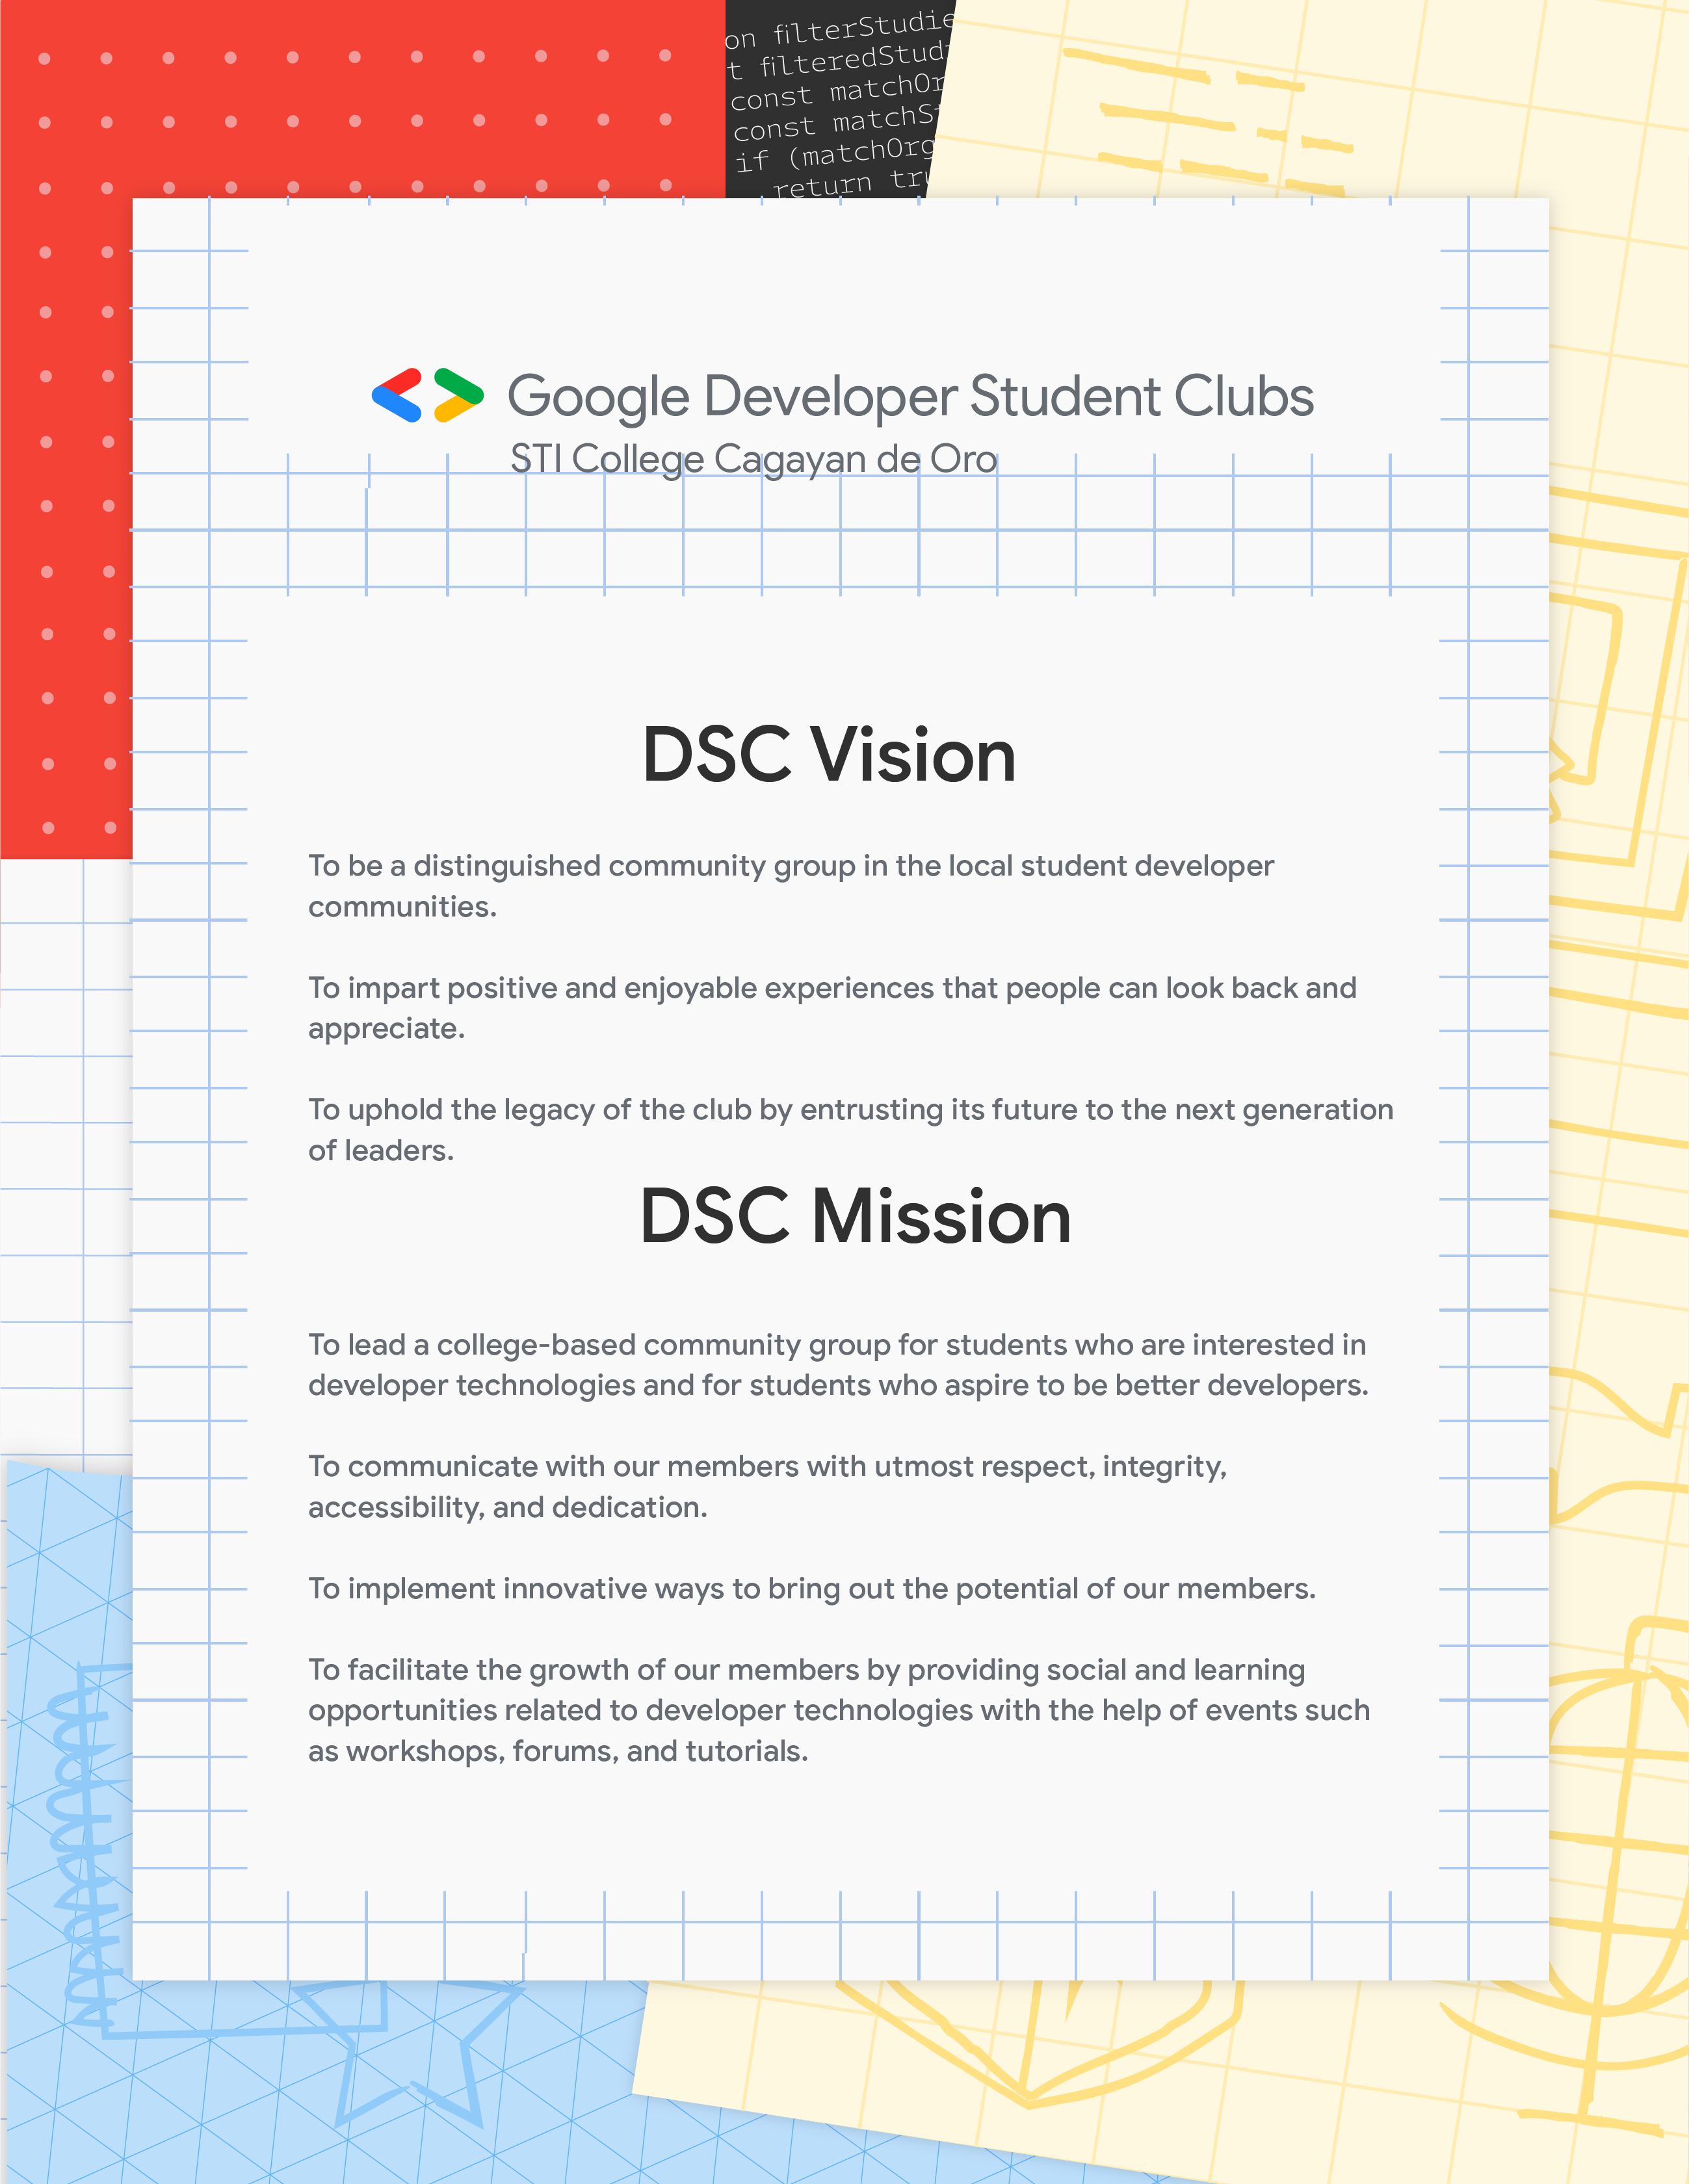 on filterStudie
t filteredStud
const matchOr
const matchSt
if (matchOrg
return tru
Google Developer Student Clubs
STI College Cagayan de Oro
DSC Vision
To be a distinguished community group in the local student developer
communities.
To impart positive and enjoyable experiences that people can look back and
appreciate.
To uphold the legacy of the club by entrusting its future to the next generation
of leaders.
DSC Mission
To lead a college-based community group for students who are interested in
developer technologies and for students who aspire to be better developers.
To communicate with our members with utmost respect, integrity,
accessibility, and dedication.
To implement innovative ways to bring out the potential of our members.
To facilitate the growth of our members by providing social and learning
opportunities related to developer technologies with the help of events such
as workshops, forums, and tutorials.